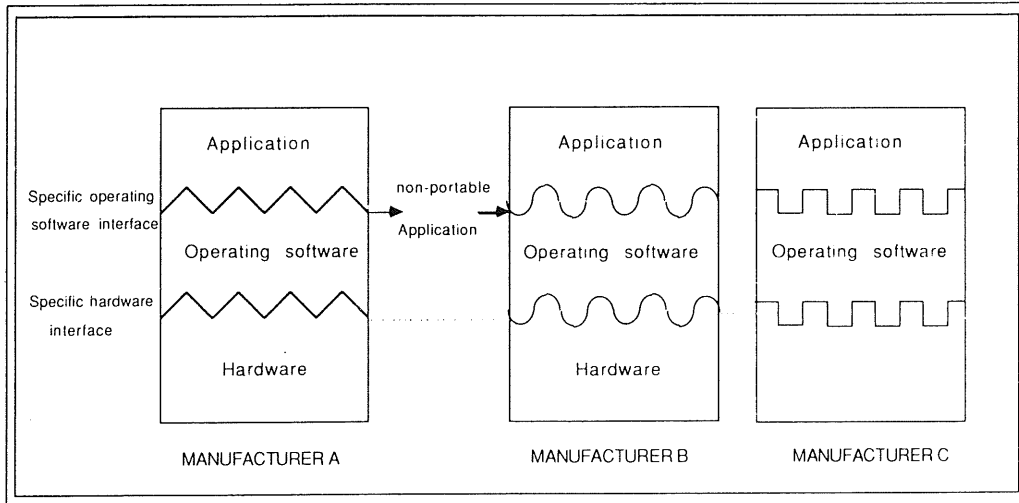 Application
Application
Application
Specific operating
software interface
non-portable
Application
Operating software
Operating software
Operating software
Specific hardware
interface
Hardware
Hardware
MANUFACTURER A
MANUFACTURER B
MANUFACTURER C